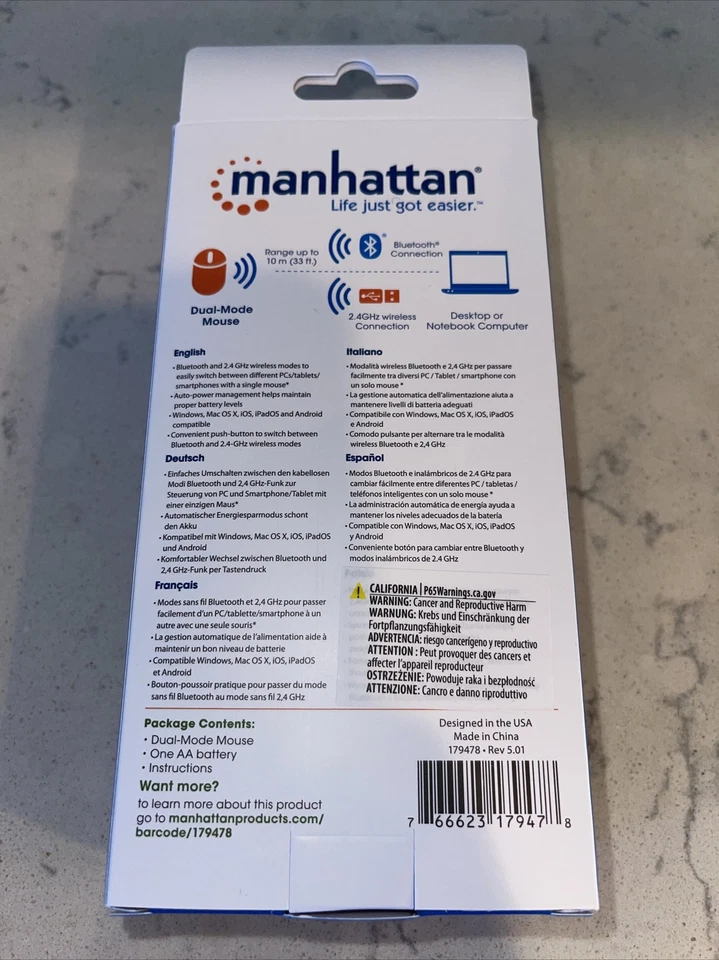 manhattan®
Life just got easier.™
Range up to
10 m (33 ft.)
Bluetooth®
Connection
Dual-Mode
Mouse
2.4GHz wireless
Connection
Desktop or
Notebook Computer
English
• Bluetooth and 2.4 GHz wireless modes to
easily switch between different PCs/tablets/
smartphones with a single mouse*
• Auto-power management helps maintain
proper battery levels
• Windows, Mac OS X, iOS, iPadOS and Android
compatible
• Convenient push-button to switch between
Bluetooth and 2.4-GHz wireless modes
Deutsch
• Einfaches Umschalten zwischen den kabellosen
Modi Bluetooth und 2,4 GHz-Funk zur
Steuerung von PC und Smartphone/Tablet mit
einer einzigen Maus*
• Automatischer Energiesparmodus schont
den Akku
• Kompatibel mit Windows, Mac OS X, iOS, iPadOS
und Android
• Komfortabler Wechsel zwischen Bluetooth und
2,4 GHz-Funk per Tastendruck
Français
• Modes sans fil Bluetooth et 2,4 GHz pour passer
facilement d'un PC/tablette/smartphone à un
autre avec une seule souris*
• La gestion automatique de l'alimentation aide à
maintenir un bon niveau de batterie
• Compatible Windows, Mac OS X, iOS, iPadOS
et Android
• Bouton-poussoir pratique pour passer du mode
sans fil Bluetooth au mode sans fil 2,4 GHz
Italiano
• Modalità wireless Bluetooth e 2,4 GHz per passare
facilmente tra diversi PC / Tablet / smartphone con
un solo mouse *
• La gestione automatica dell'alimentazione aiuta a
mantenere livelli di batteria adeguati
• Compatibile con Windows, Mac OS X, iOS, iPadOS
e Android
• Comodo pulsante per alternare tra le modalità
wireless Bluetooth e 2,4 GHz
Español
• Modos Bluetooth e inalámbricos de 2.4 GHz para
cambiar fácilmente entre diferentes PC / tabletas /
teléfonos inteligentes con un solo mouse *
• La administración automática de energía ayuda a
mantener los niveles adecuados de la batería
• Compatible con Windows, Mac OS X, iOS, iPadOS
y Android
• Conveniente botón para cambiar entre Bluetooth y
modos inalámbricos de 2.4 GHz
CALIFORNIA | P65Warnings.ca.gov
WARNING: Cancer and Reproductive Harm
WARNUNG: Krebs und Einschränkung der
Fortpflanzungsfähigkeit
ADVERTENCIA: riesgo cancerígeno y reproductivo
ATTENTION : Peut provoquer des cancers et
affecter l'appareil reproducteur
OSTRZEŻENIE: Powoduje raka i bezpłodność
ATTENZIONE: Cancro e danno riproduttivo
Package Contents:
• Dual-Mode Mouse
• One AA battery
• Instructions
Want more?
to learn more about this product
go to manhattanproducts.com/
barcode/179478
Designed in the USA
Made in China
179478 • Rev 5.01
7 66623 17947 8